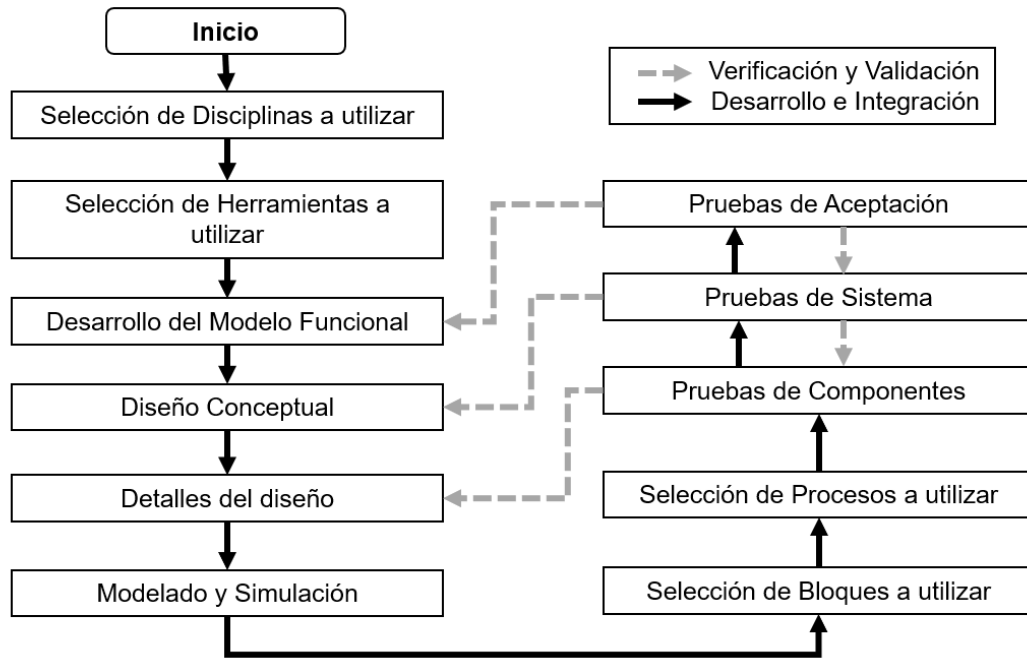 Inicio
Selección de Disciplinas a utilizar
Selección de Herramientas a
utilizar
Desarrollo del Modelo Funcional
Diseño Conceptual
Detalles del diseño
Modelado y Simulación
Verificación y Validación
Desarrollo e Integración
Pruebas de Aceptación
Pruebas de Sistema
Pruebas de Componentes
Selección de Procesos a utilizar
Selección de Bloques a utilizar